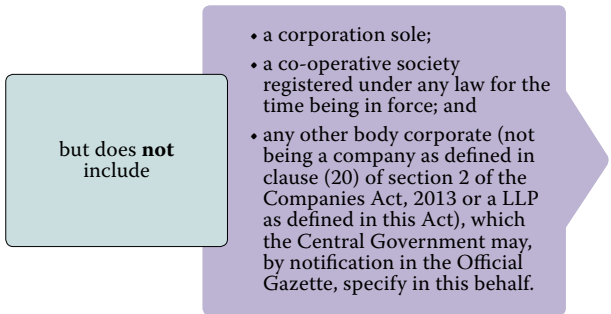 but does not
include
• a corporation sole;
• a co-operative society
registered under any law for the
time being in force; and
• any other body corporate (not
being a company as defined in
clause (20) of section 2 of the
Companies Act, 2013 or a LLP
as defined in this Act), which
the Central Government may,
by notification in the Official
Gazette, specify in this behalf.